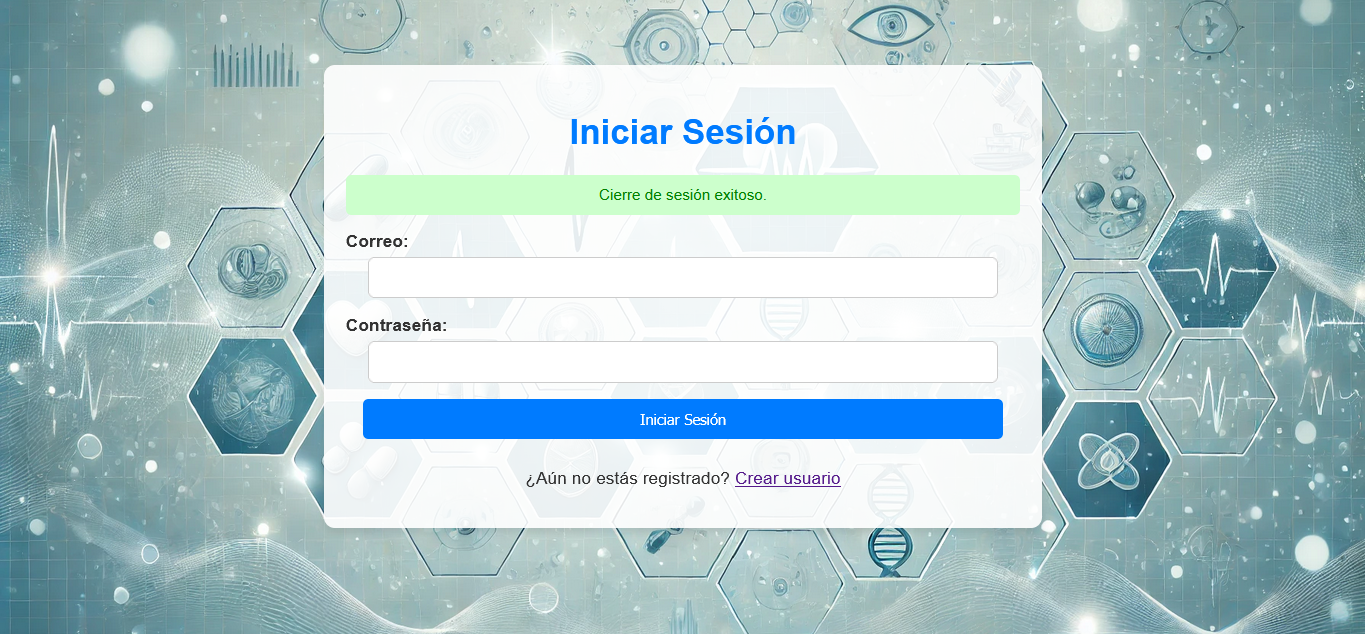 Iniciar Sesión
Cierre de sesión exitoso.
Correo:
Contraseña:
Iniciar Sesión
¿Aún no estás registrado? Crear usuario